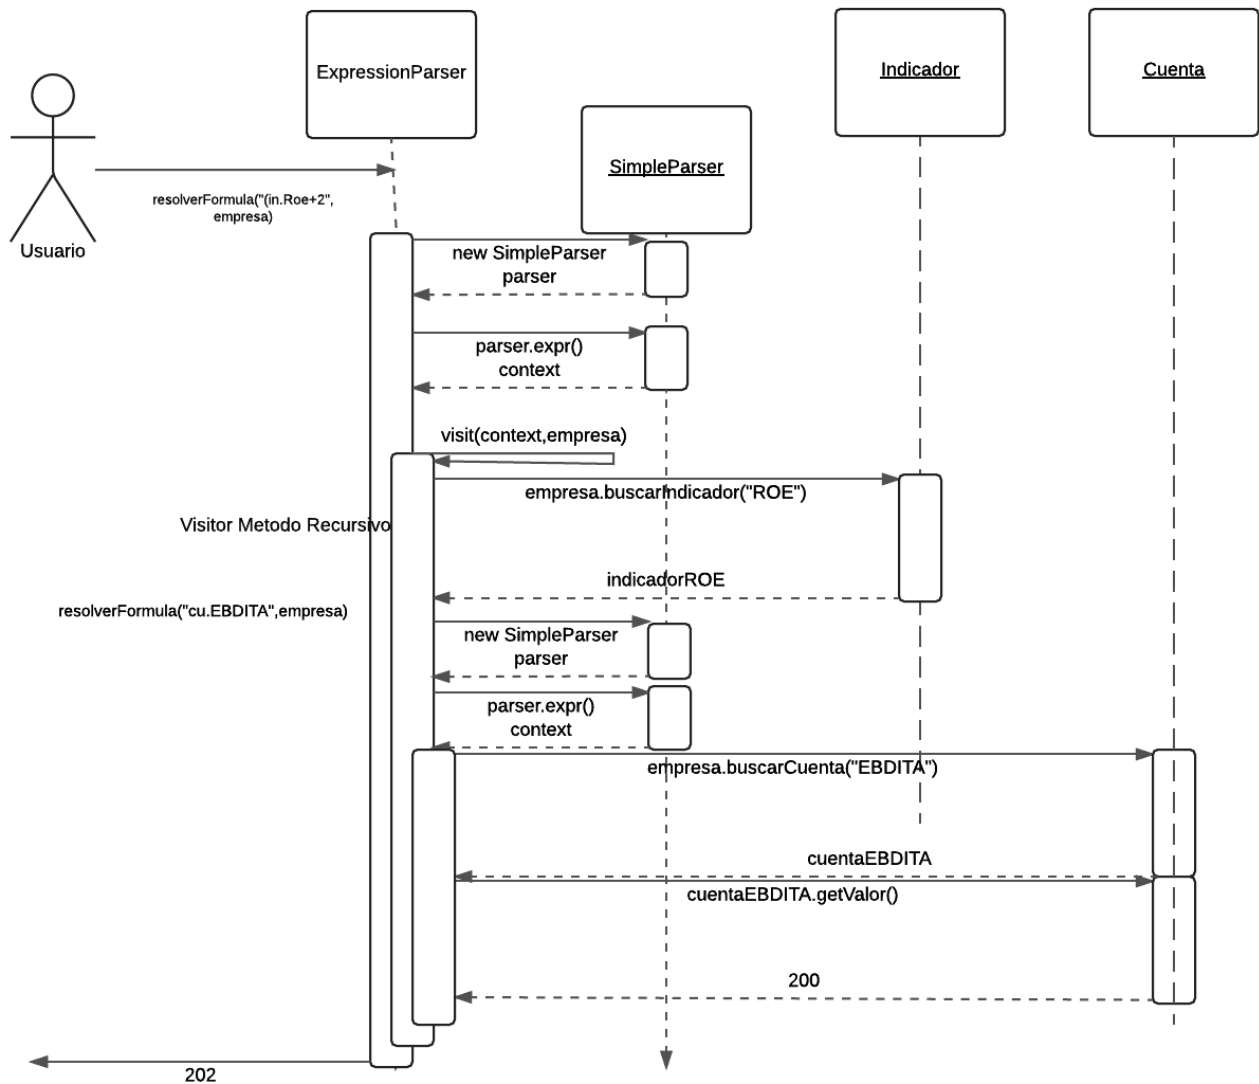 ExpressionParser
Indicador
Cuenta
SimpleParser
resolverFormula("(in.Roe+2",
empresa)
Usuario
new SimpleParser
parser
parser.expr()
context
visit(context,empresa)
empresa.buscarIndicador("ROE")
Visitor Metodo Recursivo
indicadorROE
resolverFormula("cu.EBDITA",empresa)
new SimpleParser
parser
parser.expr()
context
empresa.buscarCuenta("EBDITA")
cuentaEBDITA
cuentaEBDITA.getValor()
200
202